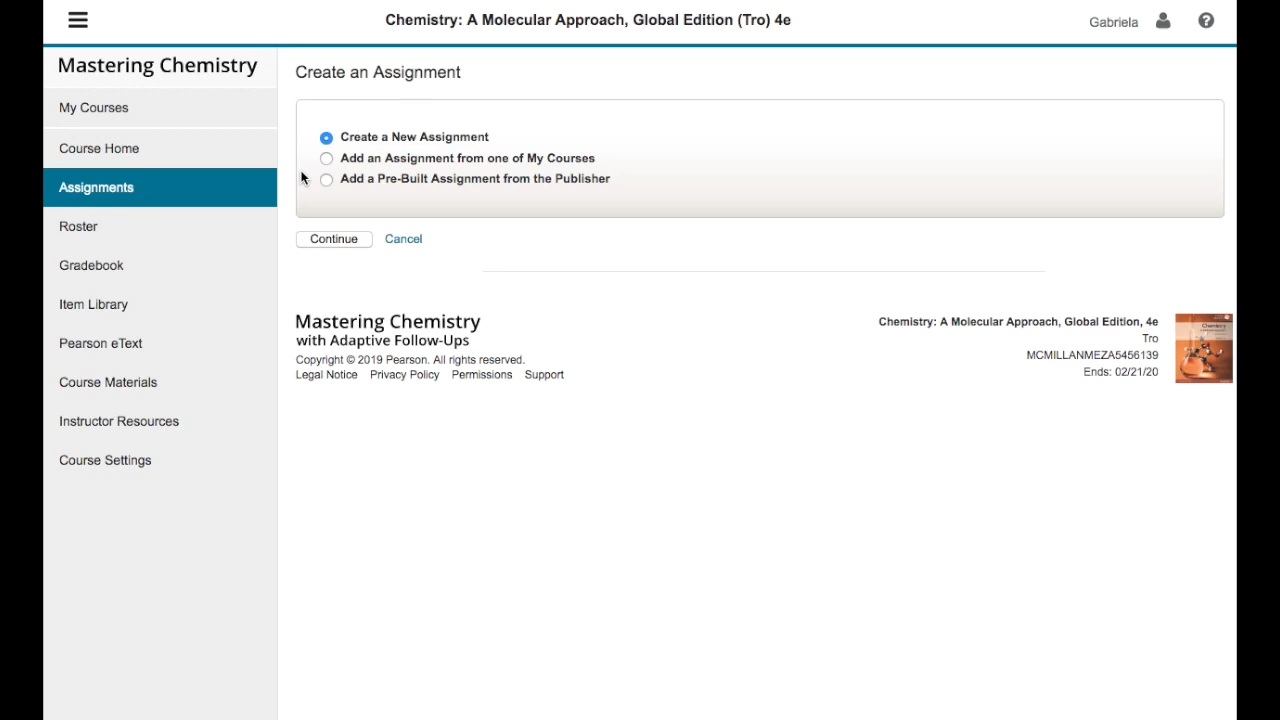 Chemistry: A Molecular Approach, Global Edition (Tro) 4e
Gabriela
Mastering Chemistry
My Courses
Course Home
Assignments
Roster
Gradebook
Item Library
Pearson eText
Course Materials
Instructor Resources
Course Settings
Create an Assignment
Create a New Assignment
Add an Assignment from one of My Courses
Add a Pre-Built Assignment from the Publisher
Continue Cancel
Mastering Chemistry
with Adaptive Follow-Ups
Copyright © 2019 Pearson. All rights reserved.
Legal Notice Privacy Policy Permissions Support
Chemistry: A Molecular Approach, Global Edition, 4e
Tro
MCMILLANMEZA5456139
Ends: 02/21/20
Chemistry